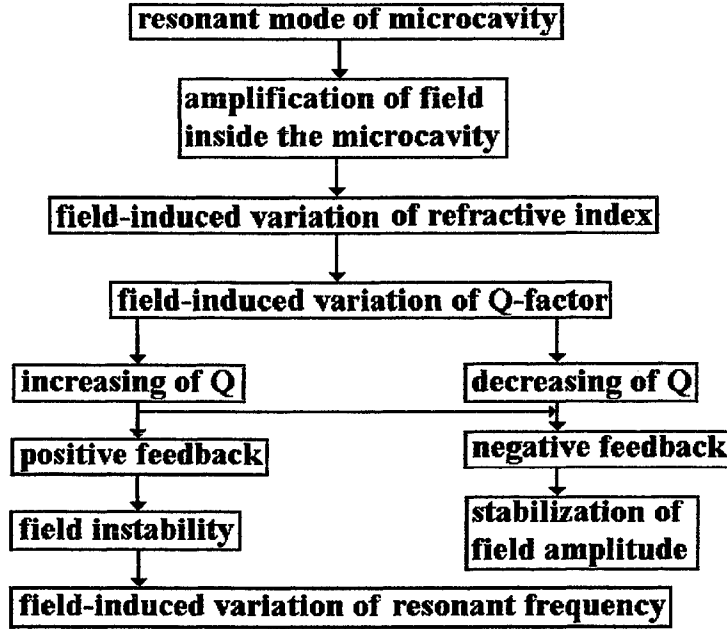 resonant mode of microcavity
amplification of field
inside the microcavity
field-induced variation of refractive index
field-induced variation of Q-factor
increasing of Q
decreasing of Q
positive feedback
negative feedback
field instability
stabilization of
field amplitude
field-induced variation of resonant frequency